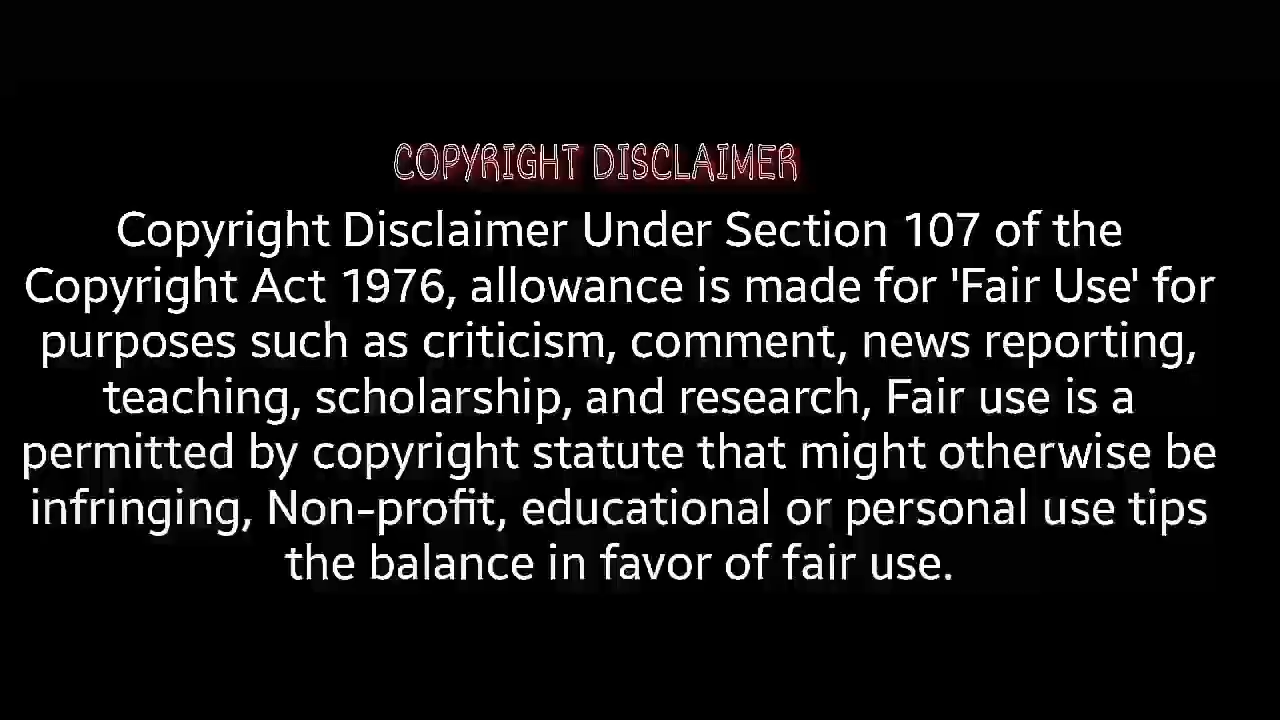 COPYRIGHT DISCLAIMER
Copyright Disclaimer Under Section 107 of the
Copyright Act 1976, allowance is made for 'Fair Use' for
purposes such as criticism, comment, news reporting,
teaching, scholarship, and research, Fair use is a
permitted by copyright statute that might otherwise be
infringing, Non-profit, educational or personal use tips
the balance in favor of fair use.